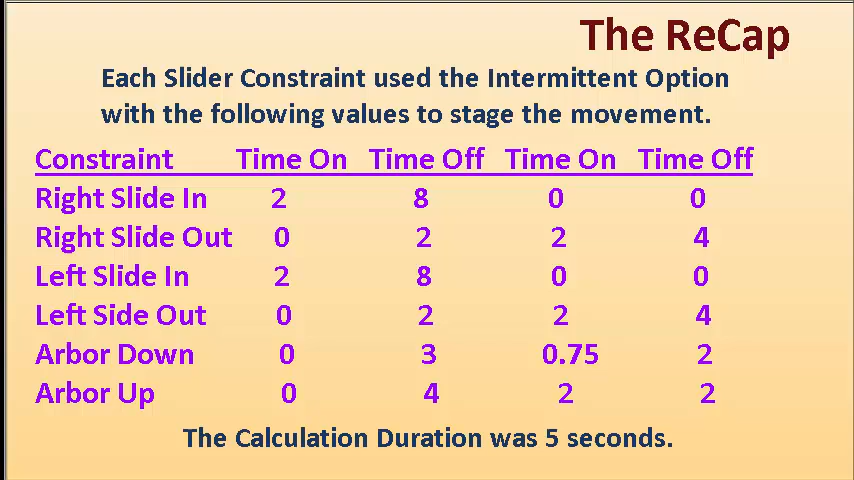 The ReCap
Each Slider Constraint used the Intermittent Option
with the following values to stage the movement.
Constraint Time On Time Off Time On Time Off
Right Slide In 2 8 0 0
Right Slide Out 0 2 2 4
Left Slide In 2 8 0 0
Left Side Out 0 2 2 4
Arbor Down 0 3 0.75 2
Arbor Up 0 4 2 2
The Calculation Duration was 5 seconds.